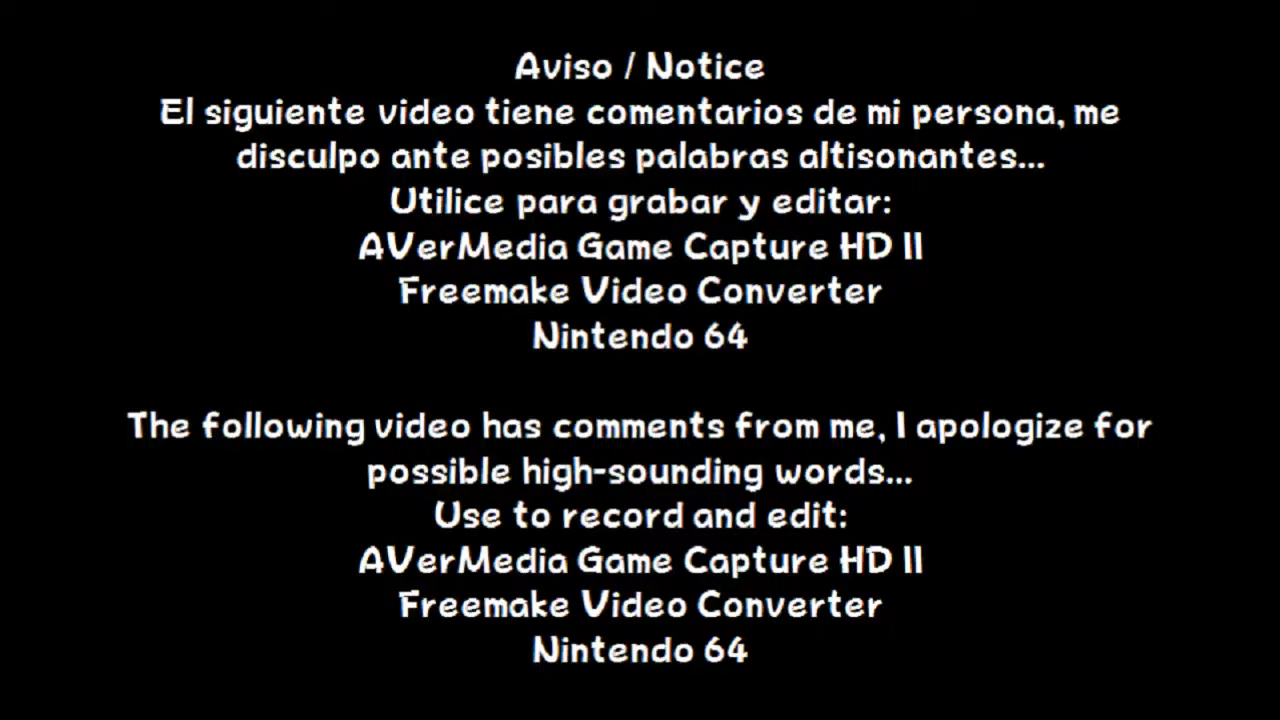 Aviso / Notice
El siguiente video tiene comentarios de mi persona, me
disculpo ante posibles palabras altisonantes...
Utilice para grabar y editar:
AVerMedia Game Capture HD II
Freemake Video Converter
Nintendo 64
The following video has comments from me, I apologize for
possible high-sounding words...
Use to record and edit:
AVerMedia Game Capture HD II
Freemake Video Converter
Nintendo 64